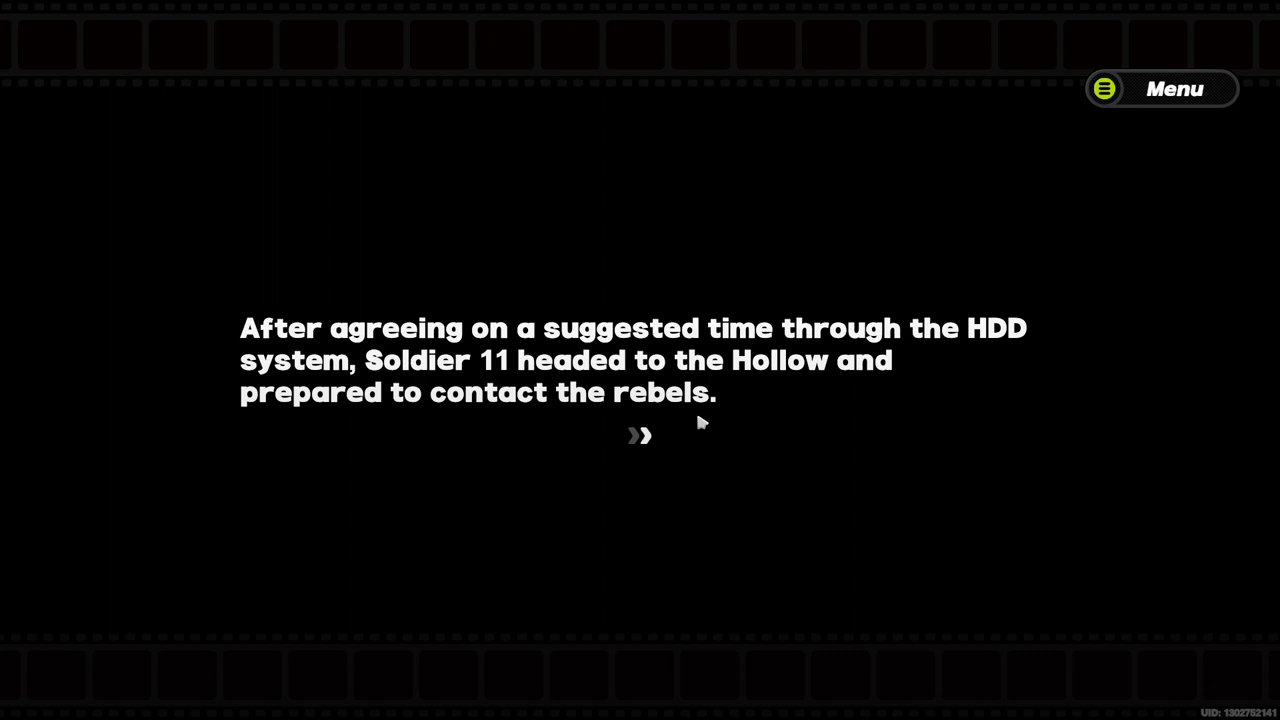 Menu
After agreeing on a suggested time through the HDD
system, Soldier 11 headed to the Hollow and
prepared to contact the rebels.
UID: 1302752141